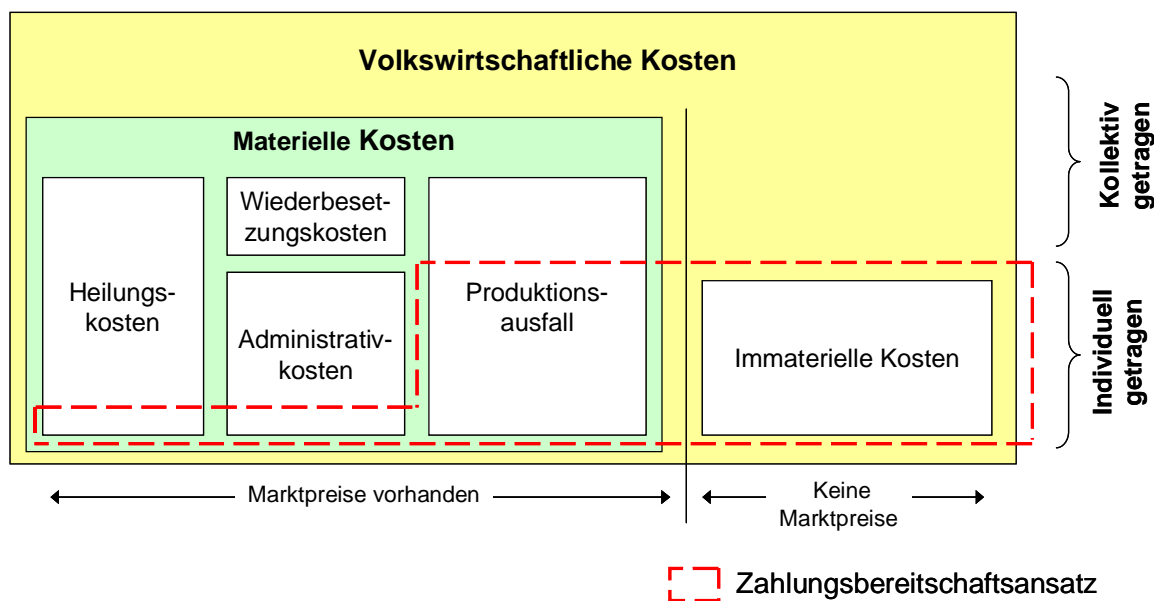 Volkswirtschaftliche Kosten
Materielle Kosten
Heilungs-
kosten
Wiederbeset-
zungskosten
Administrativ-
kosten
Produktions-
ausfall
Immaterielle Kosten
Kollektiv
getragen
Individuell
getragen
Marktpreise vorhanden
Keine
Marktpreise
Zahlungsbereitschaftsansatz